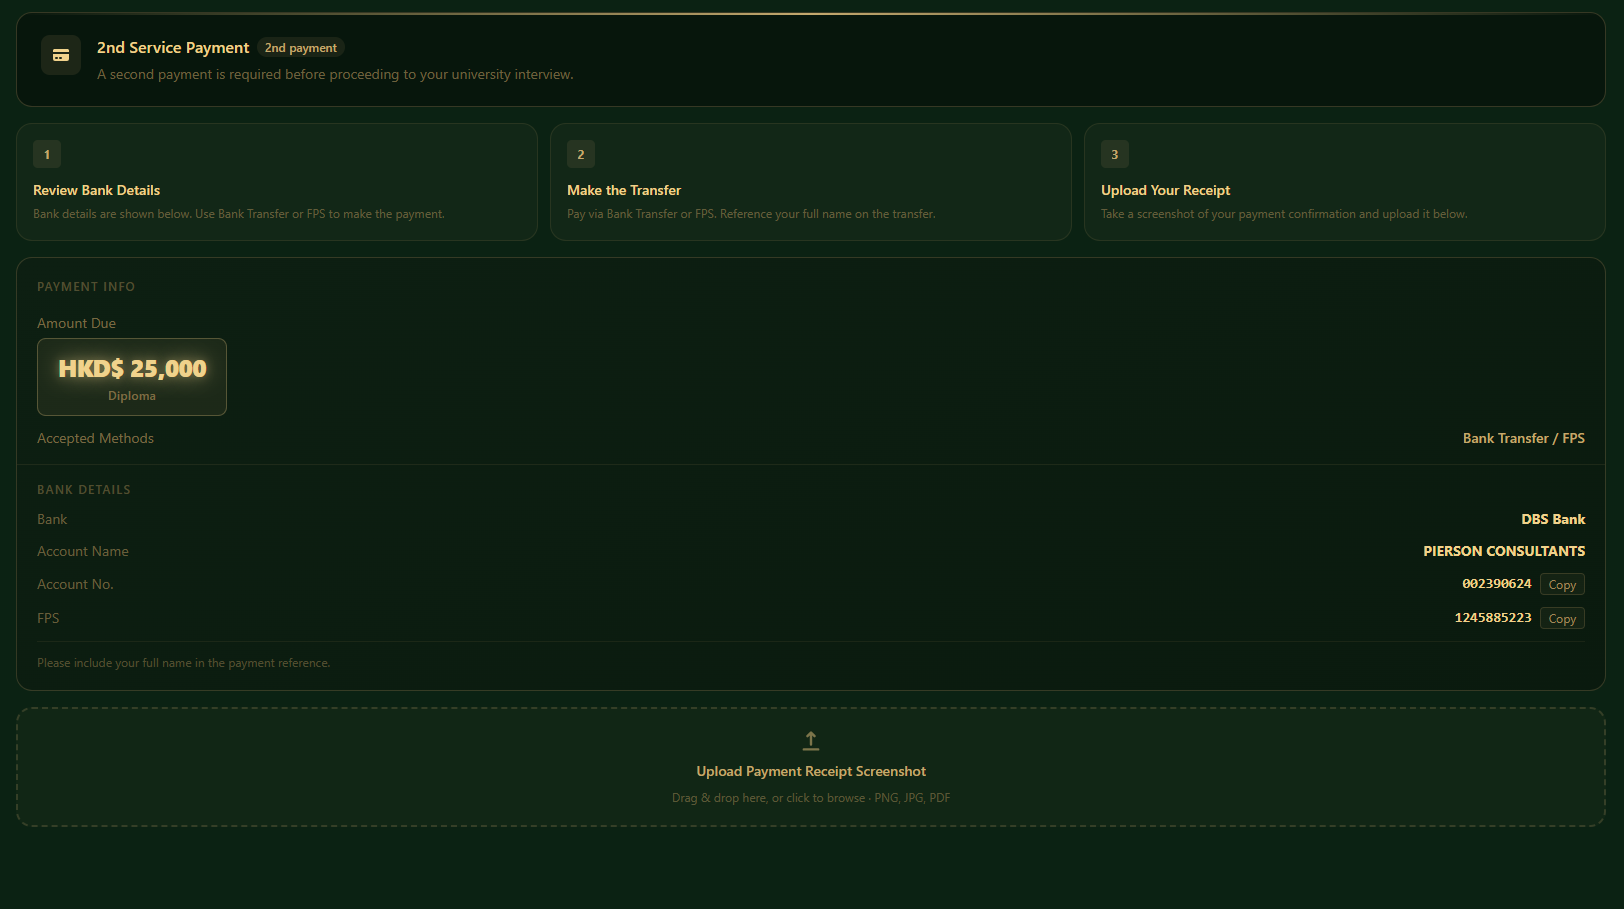 2nd Service Payment 2nd payment
A second payment is required before proceeding to your university interview.
1
Review Bank Details
Bank details are shown below. Use Bank Transfer or FPS to make the payment.
2
Make the Transfer
Pay via Bank Transfer or FPS. Reference your full name on the transfer.
3
Upload Your Receipt
Take a screenshot of your payment confirmation and upload it below.
PAYMENT INFO
Amount Due
HKD$ 25,000
Diploma
Accepted Methods Bank Transfer / FPS
BANK DETAILS
Bank DBS Bank
Account Name PIERSON CONSULTANTS
Account No. 002390624 Copy
FPS 1245885223 Copy
Please include your full name in the payment reference.
Upload Payment Receipt Screenshot
Drag & drop here, or click to browse · PNG, JPG, PDF